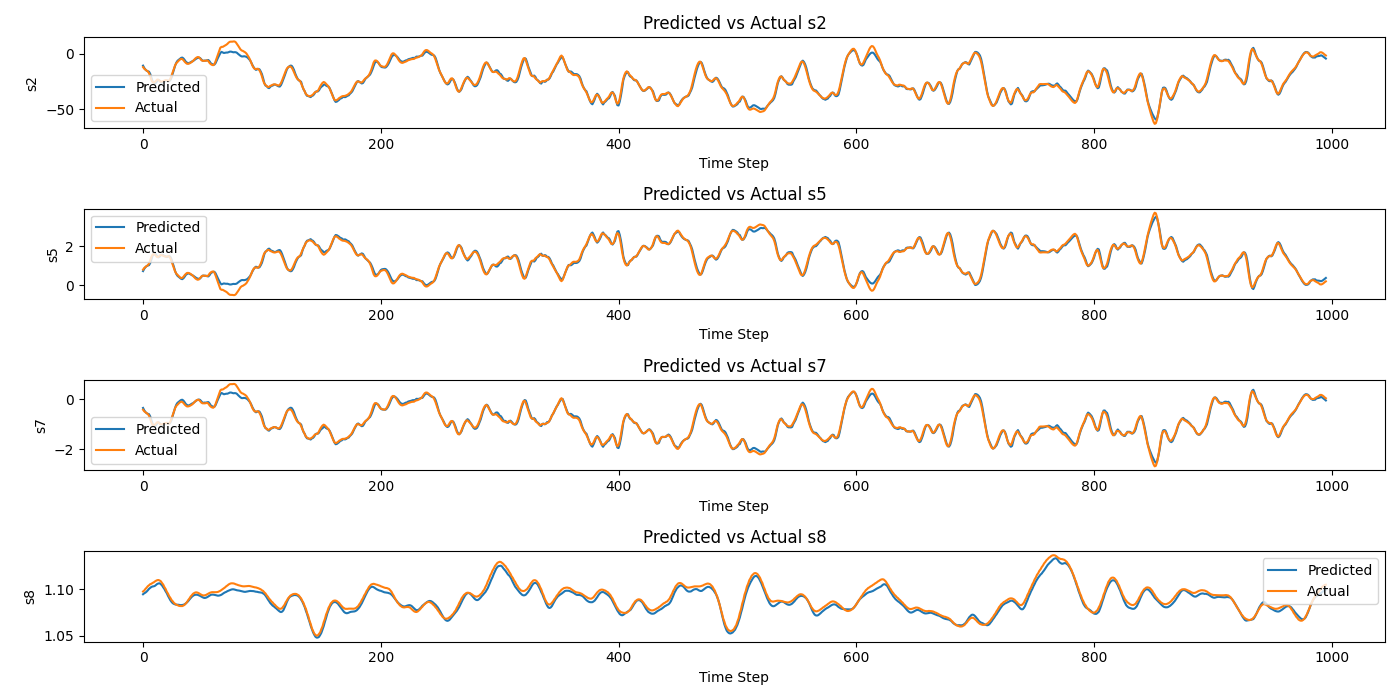 Predicted vs Actual s2
s2
0
−50
Predicted
Actual
0 200 400 600 800 1000
Time Step
Predicted vs Actual s5
s5
2
0
Predicted
Actual
0 200 400 600 800 1000
Time Step
Predicted vs Actual s7
s7
0
−2
Predicted
Actual
0 200 400 600 800 1000
Time Step
Predicted vs Actual s8
s8
1.10
1.05
Predicted
Actual
0 200 400 600 800 1000
Time Step